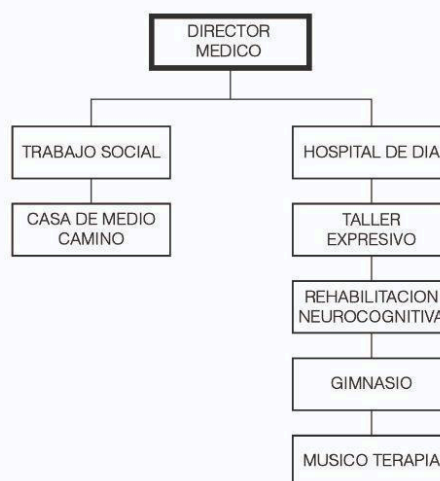 DIRECTOR
MEDICO
TRABAJO SOCIAL
HOSPITAL DE DIA
CASA DE MEDIO
CAMINO
TALLER
EXPRESIVO
REHABILITACION
NEUROCOGNITIVA
GIMNASIO
MUSICO TERAPIA